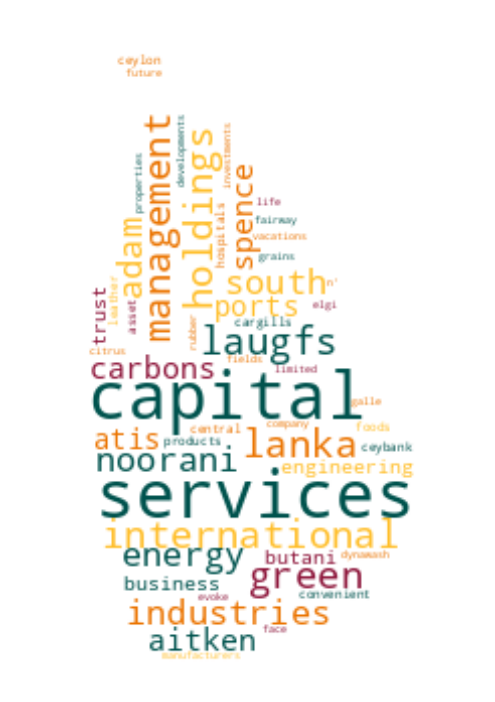 ceylon
future
management
holdings
developments
investments
properties
spence
adam
hospitals
life
fairway
vacations
grains
south
n'
trust
leather
asset
ports
elgi
rubber
cargills
laugfs
citrus
fields
carbons
limited
capital
galle
central
company
foods
atis
products
lanka
ceybank
noorani
engineering
services
international
energy
butani
dynawash
green
business
convenient
evoke
industries
face
aitken
manufacturers